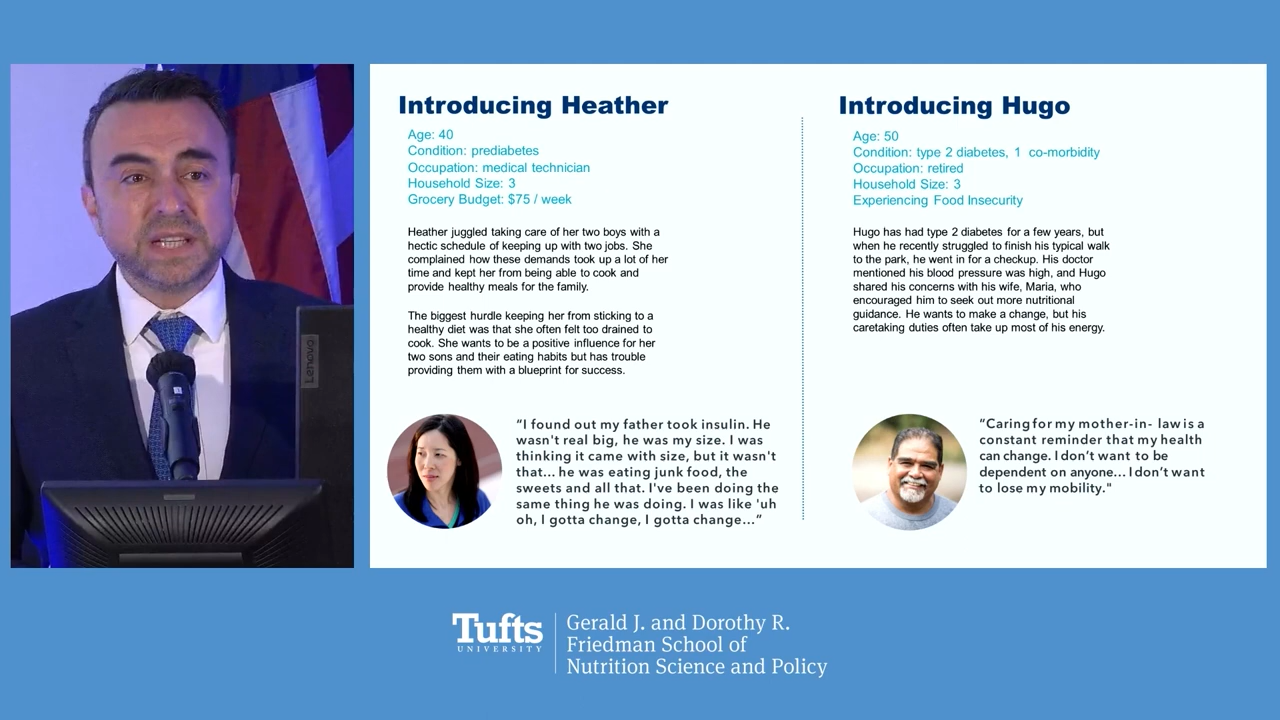 Lenovo
Introducing Heather
Age: 40
Condition: prediabetes
Occupation: medical technician
Household Size: 3
Grocery Budget: $75 / week
Heather juggled taking care of her two boys with a
hectic schedule of keeping up with two jobs. She
complained how these demands took up a lot of her
time and kept her from being able to cook and
provide healthy meals for the family.
The biggest hurdle keeping her from sticking to a
healthy diet was that she often felt too drained to
cook. She wants to be a positive influence for her
two sons and their eating habits but has trouble
providing them with a blueprint for success.
"I found out my father took insulin. He
wasn't real big, he was my size. I was
thinking it came with size, but it wasn't
that... he was eating junk food, the
sweets and all that. I've been doing the
same thing he was doing. I was like 'uh
oh, I gotta change, I gotta change..."
Introducing Hugo
Age: 50
Condition: type 2 diabetes, 1 co-morbidity
Occupation: retired
Household Size: 3
Experiencing Food Insecurity
Hugo has had type 2 diabetes for a few years, but
when he recently struggled to finish his typical walk
to the park, he went in for a checkup. His doctor
mentioned his blood pressure was high, and Hugo
shared his concerns with his wife, Maria, who
encouraged him to seek out more nutritional
guidance. He wants to make a change, but his
caretaking duties often take up most of his energy.
"Caring for my mother-in- law is a
constant reminder that my health
can change. I don't want to be
dependent on anyone... I don't want
to lose my mobility."
Tufts
UNIVERSITY
Gerald J. and Dorothy R.
Friedman School of
Nutrition Science and Policy